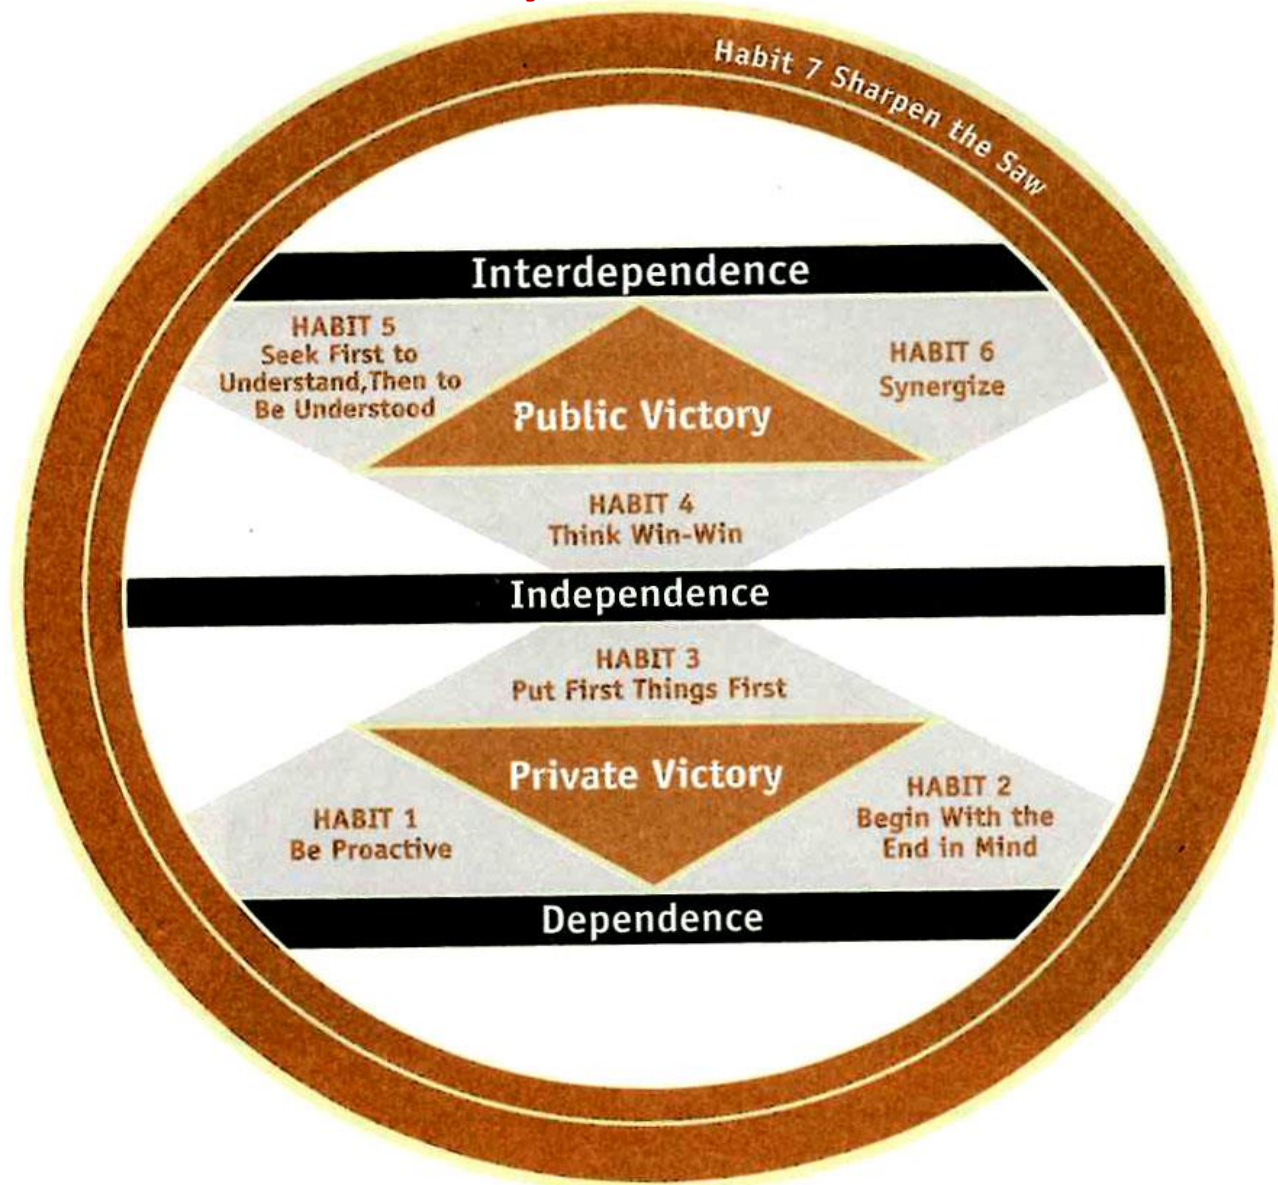 Habit 7 Sharpen the Saw
Interdependence
HABIT 5
Seek First to
Understand,Then to
Be Understood
HABIT 6
Synergize
Public Victory
HABIT 4
Think Win-Win
Independence
HABIT 3
Put First Things First
Private Victory
HABIT 1
Be Proactive
HABIT 2
Begin With the
End in Mind
Dependence